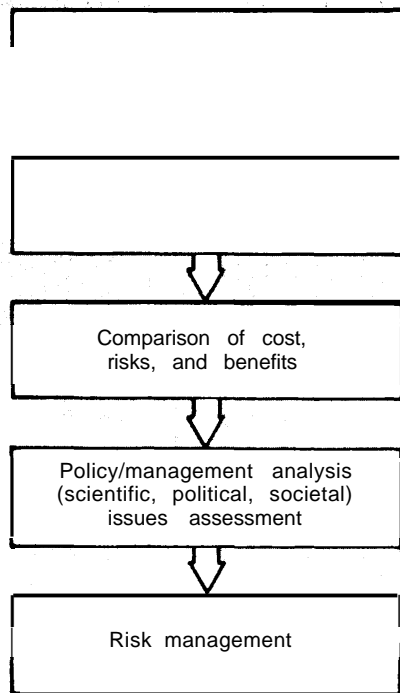 Comparison of cost,
risks, and benefits
Policy/management analysis
(scientific, political, societal)
issues assessment
Risk management